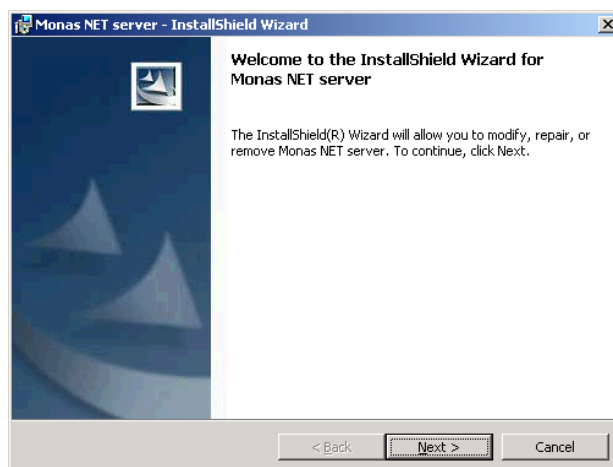 Monas NET server - InstallShield Wizard
Welcome to the InstallShield Wizard for
Monas NET server
The InstallShield(R) Wizard will allow you to modify, repair, or
remove Monas NET server. To continue, click Next.
< Back Next > Cancel